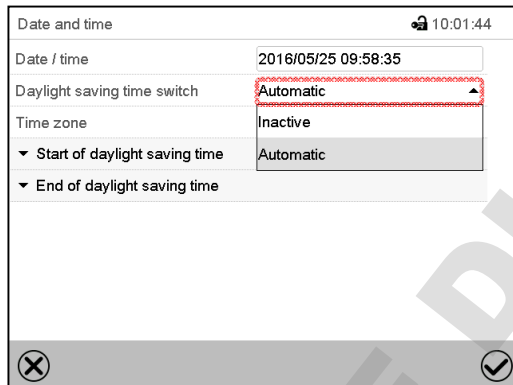 Date and time 10:01:44
Date / time 2016/05/25 09:58:35
Daylight saving time switch Automatic
Time zone Inactive
Start of daylight saving time Automatic
End of daylight saving time